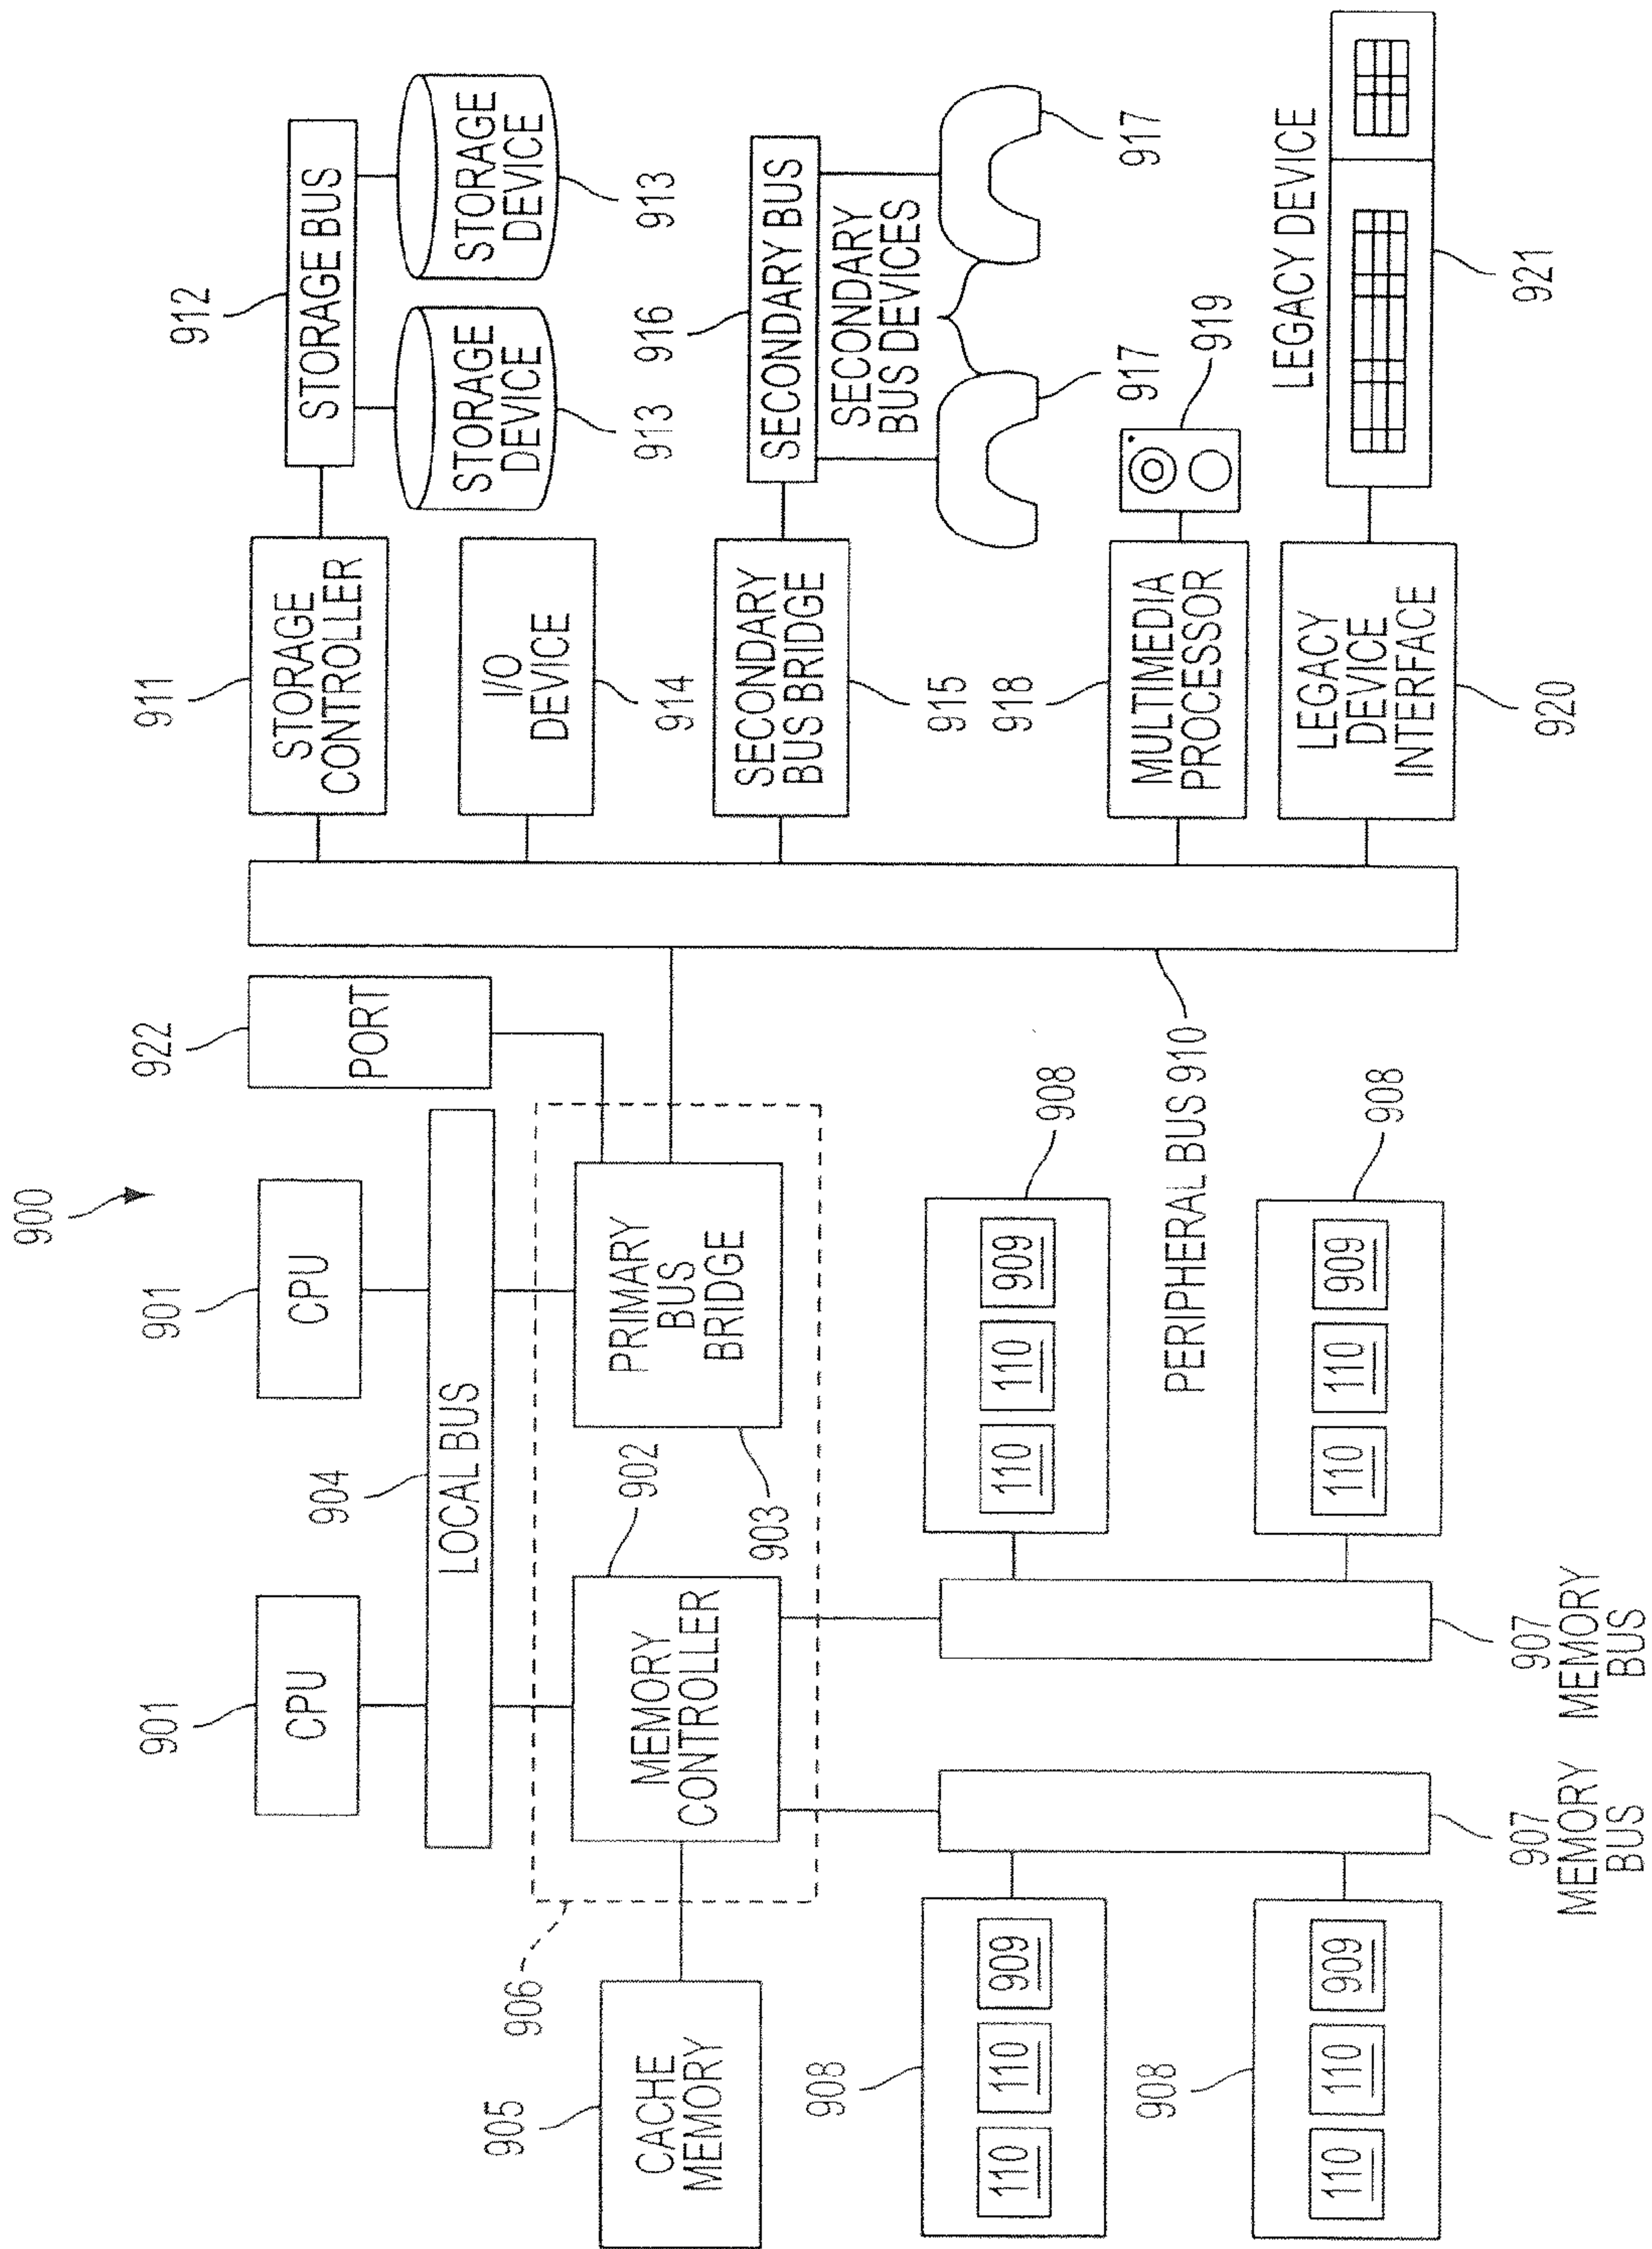 900
901
CPU
901
CPU
904
LOCAL BUS
922
PORT
905
CACHE
MEMORY
906
MEMORY
CONTROLLER
902
PRIMARY
BUS
BRIDGE
903
908
110
110
909
908
110
110
909
907
MEMORY
BUS
907
MEMORY
BUS
110
110
909
908
110
110
909
908
PERIPHERAL BUS 910
911
STORAGE
CONTROLLER
912
STORAGE BUS
STORAGE
DEVICE
913
STORAGE
DEVICE
913
I/O
DEVICE
914
SECONDARY
BUS BRIDGE
915
916
SECONDARY BUS
SECONDARY
BUS DEVICES
917
917
918
MULTIMEDIA
PROCESSOR
919
LEGACY
DEVICE
INTERFACE
920
LEGACY DEVICE
921